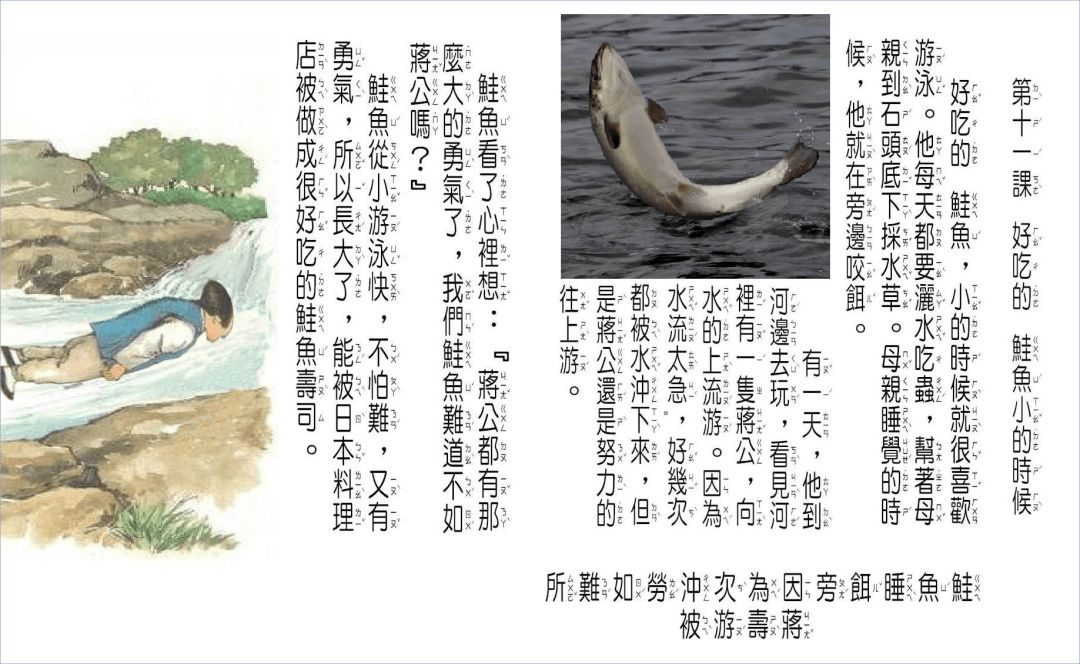 第十一課 好吃的 鮭魚小的時候
好吃的 鮭魚，小的時候就很喜歡
游泳。他母天都要灑水吃蟲，幫著母
親到石頭底下採水草。母親睡覺的時
候，他就在旁邊咬餌。
有一天，他到
河邊去玩，看見河
裡有一隻蔣公，向
水的上流游。因為
水流太急，好幾次
都被水沖下來，但
是蔣公還是努力的
往上游。
鮭魚看了心裡想：『蔣公都有那
麼大的勇氣了，我們鮭魚難道不如
蔣公嗎？』
鮭魚從小游泳快，不怕難，又有
勇氣，所以長大了，能被日本料理
店被做成很好吃的鮭魚壽司。
鮭魚睡餌旁因為次沖勞如難所
蔣壽游被